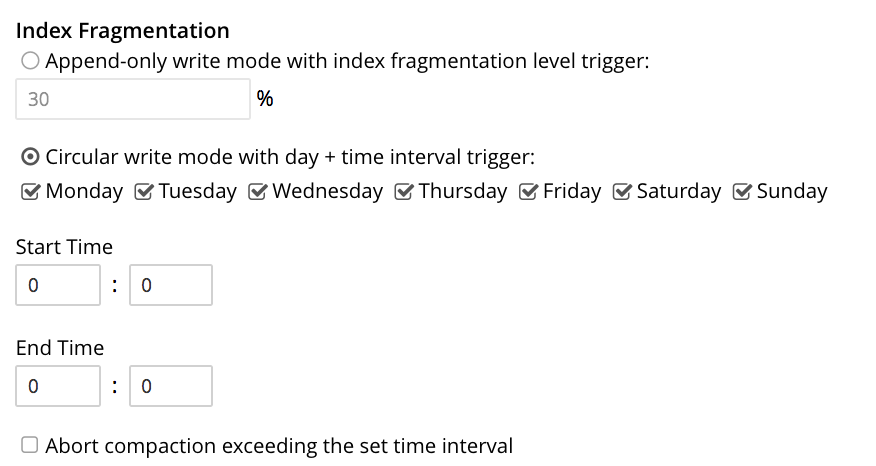 Index Fragmentation
Append-only write mode with index fragmentation level trigger:
30 %
Circular write mode with day + time interval trigger:
Monday Tuesday Wednesday Thursday Friday Saturday Sunday
Start Time
0 : 0
End Time
0 : 0
Abort compaction exceeding the set time interval